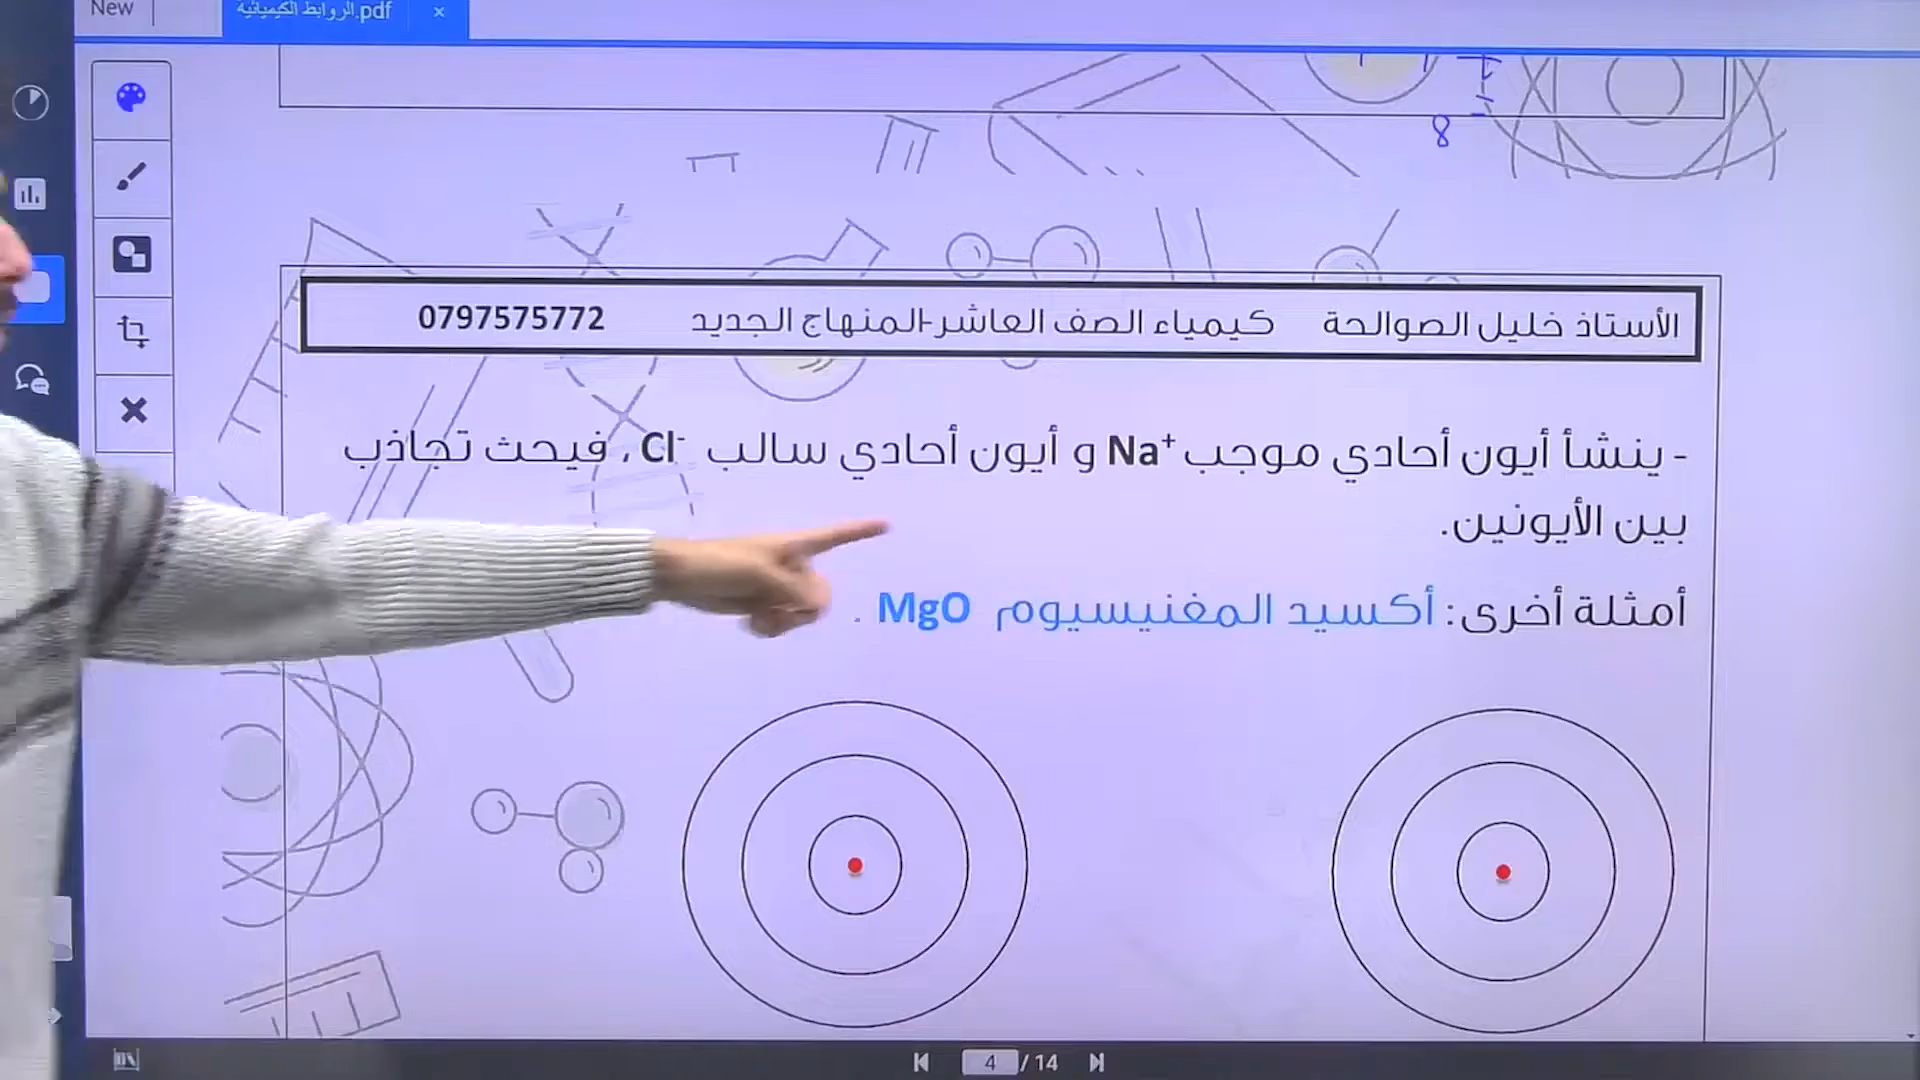 New
الروابط الكيميائية.pdf ×
8
الأستاذ خليل الصوالحة كيمياء الصف العاشر-المنهاج الجديد 0797575772
- ينشأ أيون أحادي موجب Na⁺ و أيون أحادي سالب Cl⁻ ، فيحث تجاذب
بين الأيونين.
أمثلة أخرى: أكسيد المغنيسيوم MgO .
4 / 14